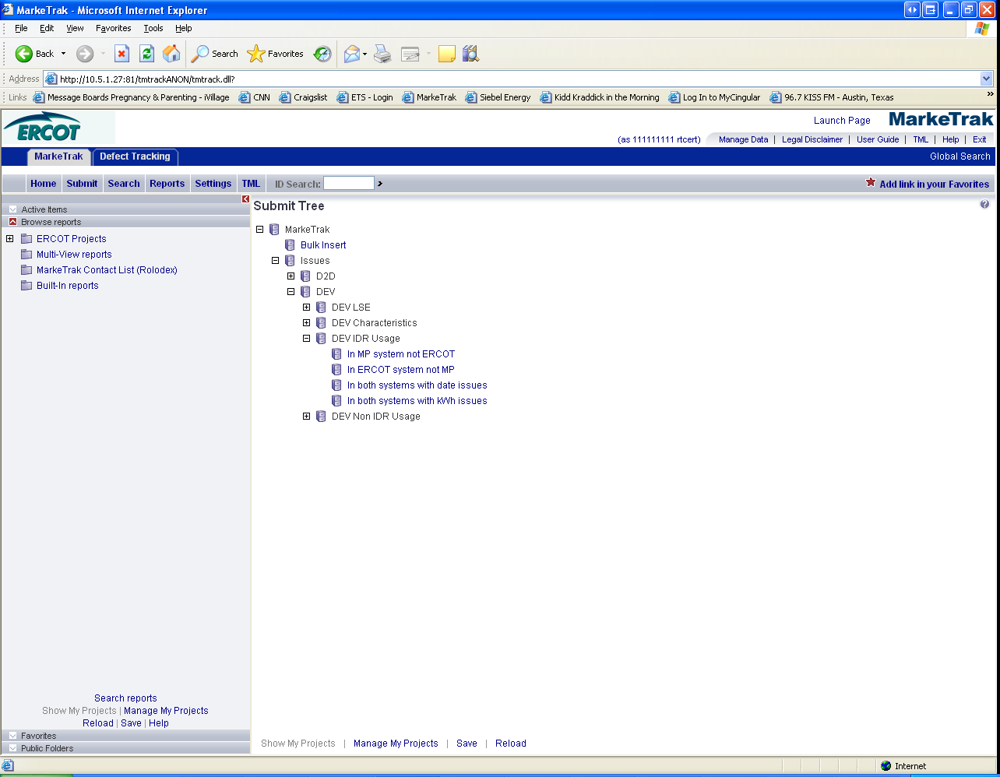 MarkeTrak - Microsoft Internet Explorer
File Edit View Favorites Tools Help
Back Search Favorites
Address http://10.5.1.27:81/tmtrackANON/tmtrack.dll?
Links Message Boards Pregnancy & Parenting - iVillage CNN Craigslist ETS - Login MarkeTrak Siebel Energy Kidd Kraddick in the Morning Log In to MyCingular 96.7 KISS FM - Austin, Texas »
ERCOT Launch Page MarkeTrak
(as 111111111 rtcert) Manage Data | Legal Disclaimer | User Guide | TML | Help | Exit
MarkeTrak Defect Tracking Global Search
Home Submit Search Reports Settings TML ID Search: Add link in your Favorites
Submit Tree
Active Items
Browse reports
ERCOT Projects
Multi-View reports
MarkeTrak Contact List (Rolodex)
Built-In reports
MarkeTrak
Bulk Insert
Issues
D2D
DEV
DEV LSE
DEV Characteristics
DEV IDR Usage
In MP system not ERCOT
In ERCOT system not MP
In both systems with date issues
In both systems with kWh issues
DEV Non IDR Usage
Search reports
Show My Projects | Manage My Projects
Reload | Save | Help
Favorites
Public Folders
Show My Projects | Manage My Projects | Save | Reload
Internet